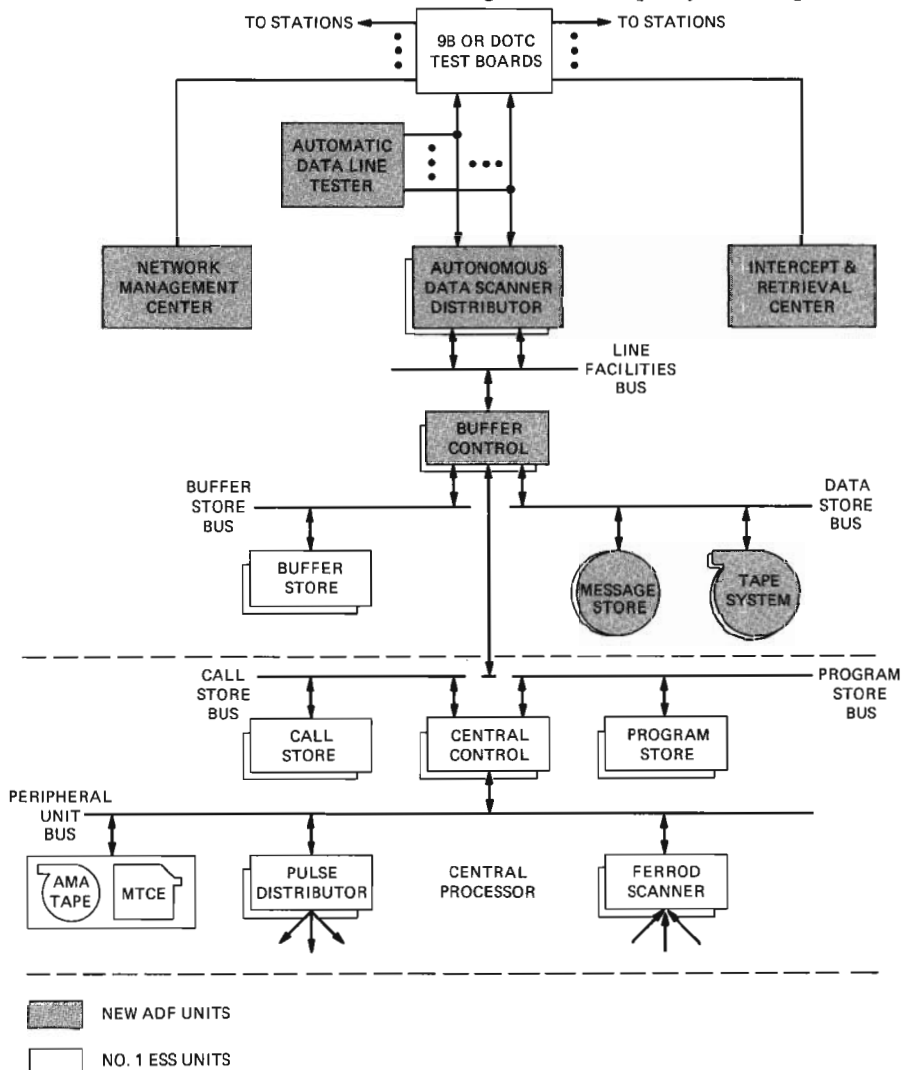 TO STATIONS
9B OR DOTC
TEST BOARDS
TO STATIONS
AUTOMATIC
DATA LINE
TESTER
NETWORK
MANAGEMENT
CENTER
AUTONOMOUS
DATA SCANNER
DISTRIBUTOR
INTERCEPT &
RETRIEVAL
CENTER
LINE
FACILITIES
BUS
BUFFER
CONTROL
BUFFER
STORE
BUS
DATA
STORE
BUS
BUFFER
STORE
MESSAGE
STORE
TAPE
SYSTEM
CALL
STORE
BUS
PROGRAM
STORE
BUS
CALL
STORE
CENTRAL
CONTROL
PROGRAM
STORE
PERIPHERAL
UNIT
BUS
AMA
TAPE
MTCE
PULSE
DISTRIBUTOR
CENTRAL
PROCESSOR
FERROD
SCANNER
NEW ADF UNITS
NO. 1 ESS UNITS